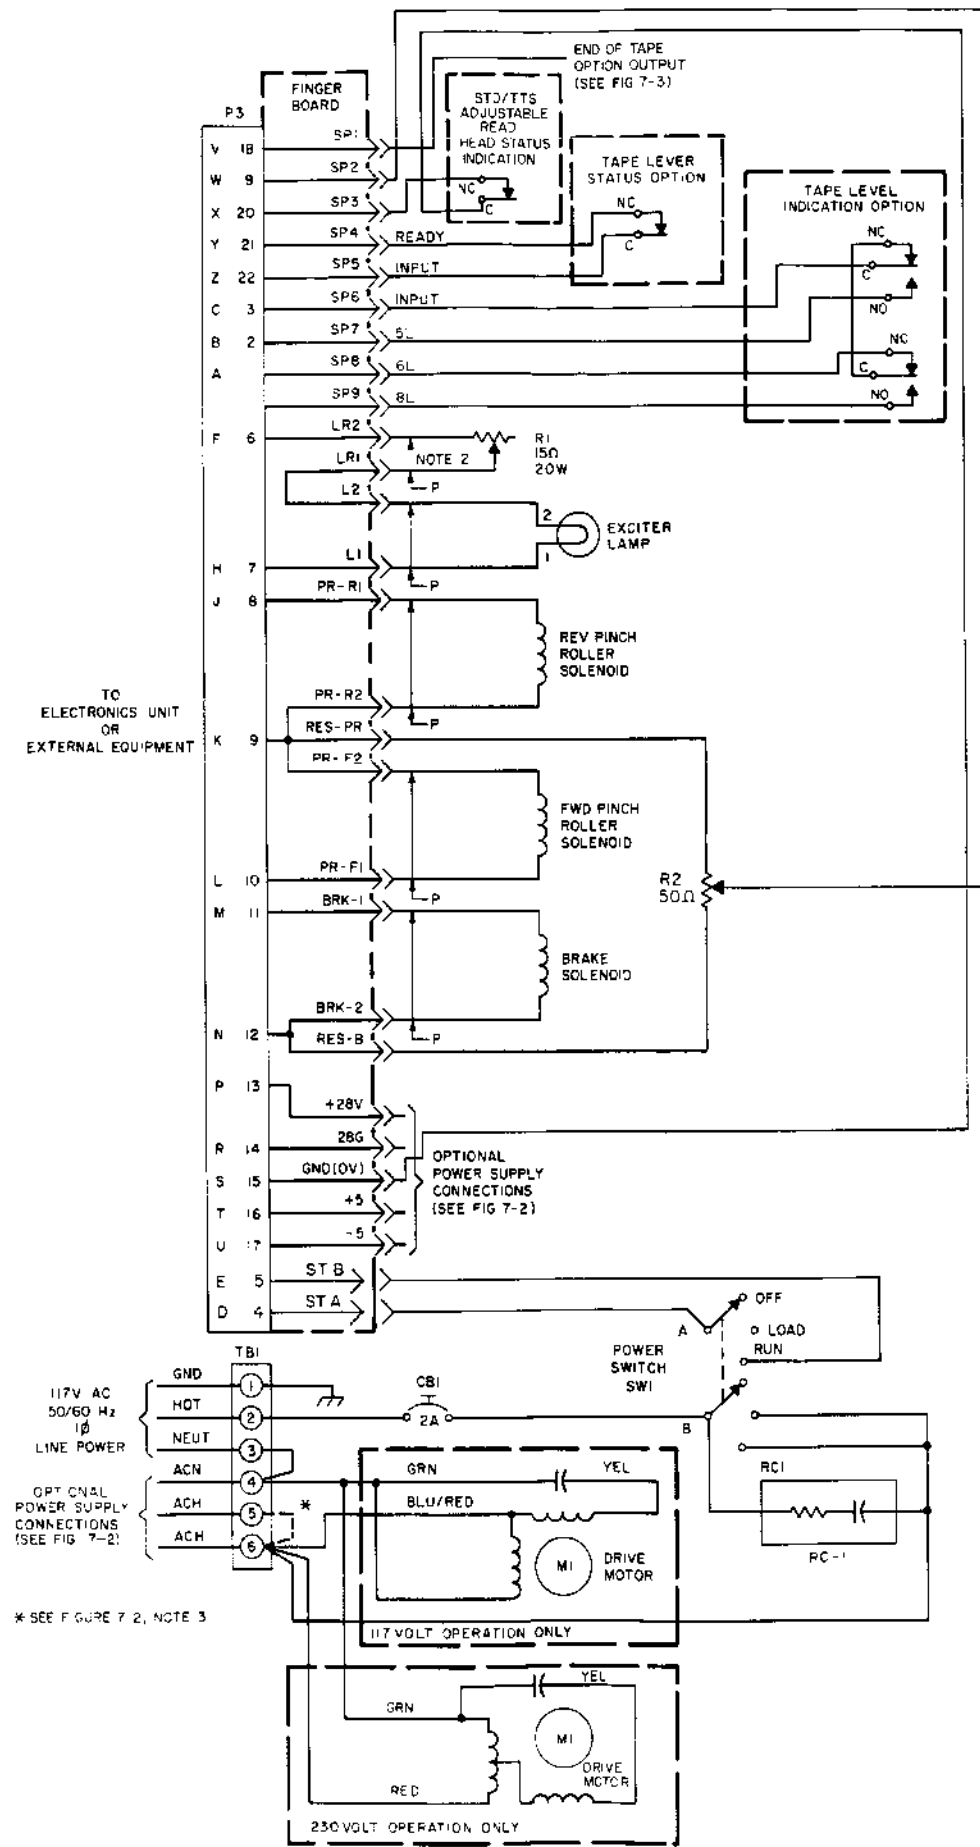 END OF TAPE
OPTION OUTPUT
(SEE FIG 7-3)
FINGER
BOARD
P3
STD/TTS
ADJUSTABLE
READ
HEAD STATUS
INDICATION
NC
C
TAPE LEVER
STATUS OPTION
NC
C
TAPE LEVEL
INDICATION OPTION
NC
C
NO
NC
C
NO
V 18 SP1
W 9 SP2
X 20 SP3
Y 21 SP4 READY
Z 22 SP5 INPUT
C 3 SP6 INPUT
B 2 SP7 5L
A SP8 6L
SP9 8L
F 6 LR2
LR1 NOTE 2 P
R1
15Ω
20W
L2
2
1
EXCITER
LAMP
H 7 L1 P
J 8 PR-R1
REV PINCH
ROLLER
SOLENOID
PR-R2
TO
ELECTRONICS UNIT
OR
EXTERNAL EQUIPMENT
K 9 RES-PR P
PR-F2
FWD PINCH
ROLLER
SOLENOID
L 10 PR-F1 P
R2
50Ω
M 11 BRK-1
BRAKE
SOLENOID
BRK-2
N 12 RES-B P
P 13 +28V
R 14 28G
S 15 GND(0V)
T 16 +5
U 17 -5
OPTIONAL
POWER SUPPLY
CONNECTIONS
(SEE FIG 7-2)
E 5 ST B
D 4 ST A
OFF
LOAD
RUN
A
B
POWER
SWITCH
SW1
TB1
117V AC
50/60 Hz
1Ø
LINE POWER
GND 1
HOT 2
NEUT 3
CB1
2A
OPTIONAL
POWER SUPPLY
CONNECTIONS
(SEE FIG 7-2)
ACN 4
ACH 5 *
ACH 6
GRN
YEL
BLU/RED
M1
DRIVE
MOTOR
117 VOLT OPERATION ONLY
RC1
RC-1
* SEE FIGURE 7 2, NOTE 3
YEL
GRN
M1
DRIVE
MOTOR
RED
230 VOLT OPERATION ONLY